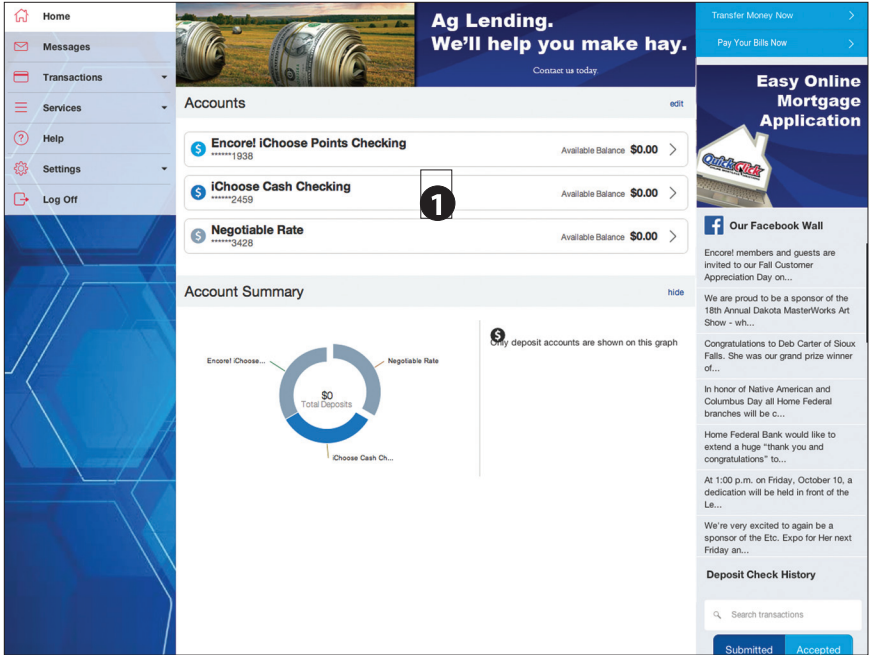 Home
Messages
Transactions
Services
Help
Settings
Log Off
Ag Lending.
We'll help you make hay.
Contact us today.
Accounts
edit
Encore! iChoose Points Checking
******1938
Available Balance $0.00
iChoose Cash Checking
******2459
Available Balance $0.00
Negotiable Rate
******3428
Available Balance $0.00
1
Account Summary
hide
Encore! iChoose...
Negotiable Rate
$0
Total Deposits
iChoose Cash Ch...
Only deposit accounts are shown on this graph
Transfer Money Now
Pay Your Bills Now
Easy Online
Mortgage
Application
QuickClick
Our Facebook Wall
Encore! members and guests are
invited to our Fall Customer
Appreciation Day on...
We are proud to be a sponsor of the
18th Annual Dakota MasterWorks Art
Show - wh...
Congratulations to Deb Carter of Sioux
Falls. She was our grand prize winner
of...
In honor of Native American and
Columbus Day all Home Federal
branches will be c...
Home Federal Bank would like to
extend a huge "thank you and
congratulations" to...
At 1:00 p.m. on Friday, October 10, a
dedication will be held in front of the
Le...
We're very excited to again be a
sponsor of the Etc. Expo for Her next
Friday an...
Deposit Check History
Search transactions
Submitted
Accepted